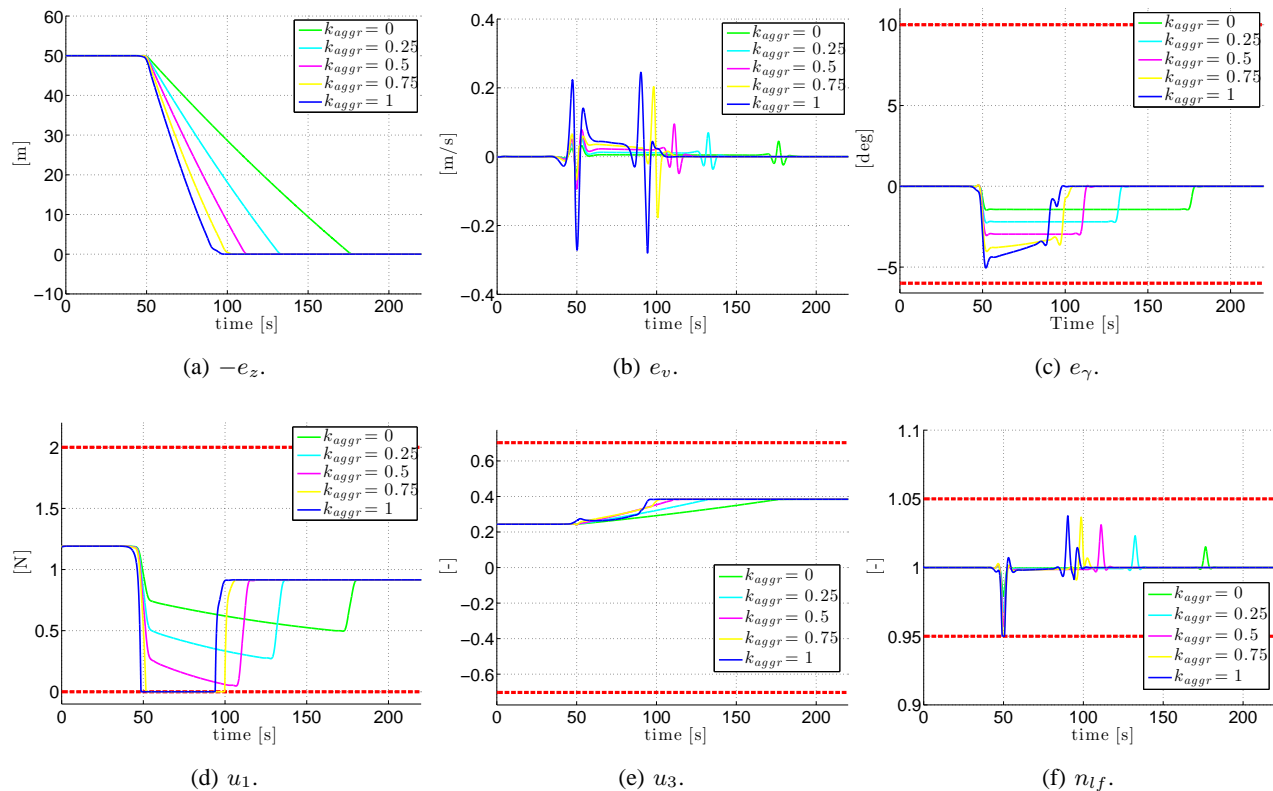 60
50
40
30
20
10
0
−10
[m]
0 50 100 150 200
time [s]
k_aggr = 0
k_aggr = 0.25
k_aggr = 0.5
k_aggr = 0.75
k_aggr = 1
(a) −e_z.
0.4
0.2
0
−0.2
−0.4
[m/s]
0 50 100 150 200
time [s]
k_aggr = 0
k_aggr = 0.25
k_aggr = 0.5
k_aggr = 0.75
k_aggr = 1
(b) e_v.
10
5
0
−5
[deg]
0 50 100 150 200
Time [s]
k_aggr = 0
k_aggr = 0.25
k_aggr = 0.5
k_aggr = 0.75
k_aggr = 1
(c) e_γ.
2
1.5
1
0.5
0
[N]
0 50 100 150 200
time [s]
k_aggr = 0
k_aggr = 0.25
k_aggr = 0.5
k_aggr = 0.75
k_aggr = 1
(d) u_1.
0.6
0.4
0.2
0
−0.2
−0.4
−0.6
[-]
0 50 100 150 200
time [s]
k_aggr = 0
k_aggr = 0.25
k_aggr = 0.5
k_aggr = 0.75
k_aggr = 1
(e) u_3.
1.1
1.05
1
0.95
0.9
[-]
0 50 100 150 200
time [s]
k_aggr = 0
k_aggr = 0.25
k_aggr = 0.5
k_aggr = 0.75
k_aggr = 1
(f) n_lf.